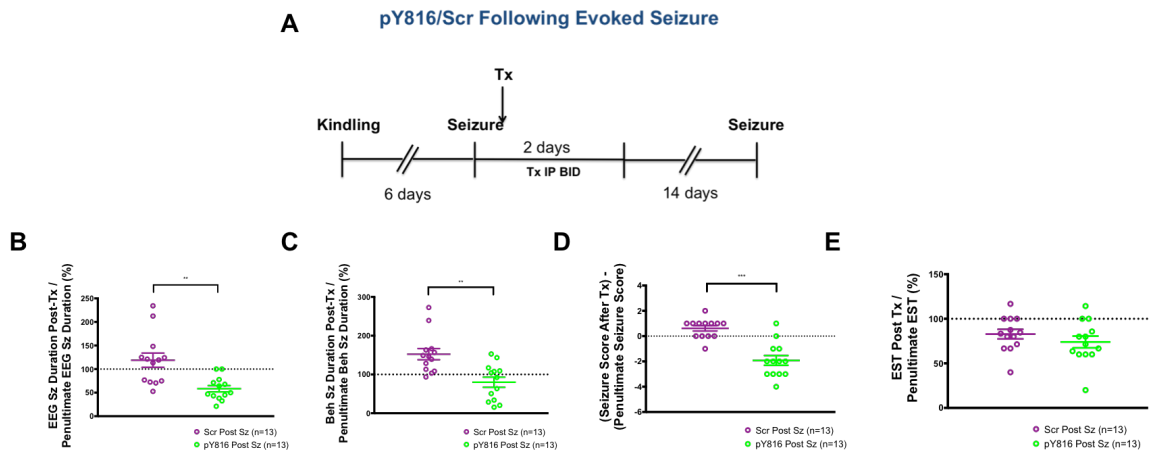 A
pY816/Scr Following Evoked Seizure
Tx
Kindling
Seizure
Seizure
2 days
Tx IP BID
6 days
14 days
B
EEG Sz Duration Post-Tx /
Penultimate EEG Sz Duration (%)
250
200
150
100
50
0
**
Scr Post Sz (n=13)
pY816 Post Sz (n=13)
C
Beh Sz Duration Post-Tx /
Penultimate Beh Sz Duration (%)
300
200
100
0
**
Scr Post Sz (n=13)
pY816 Post Sz (n=13)
D
(Seizure Score After Tx) -
(Penultimate Seizure Score)
4
2
0
-2
-4
-6
***
Scr Post Sz (n=13)
pY816 Post Sz (n=13)
E
EST Post Tx /
Penultimate EST (%)
150
100
50
0
Scr Post Sz (n=13)
pY816 Post Sz (n=13)